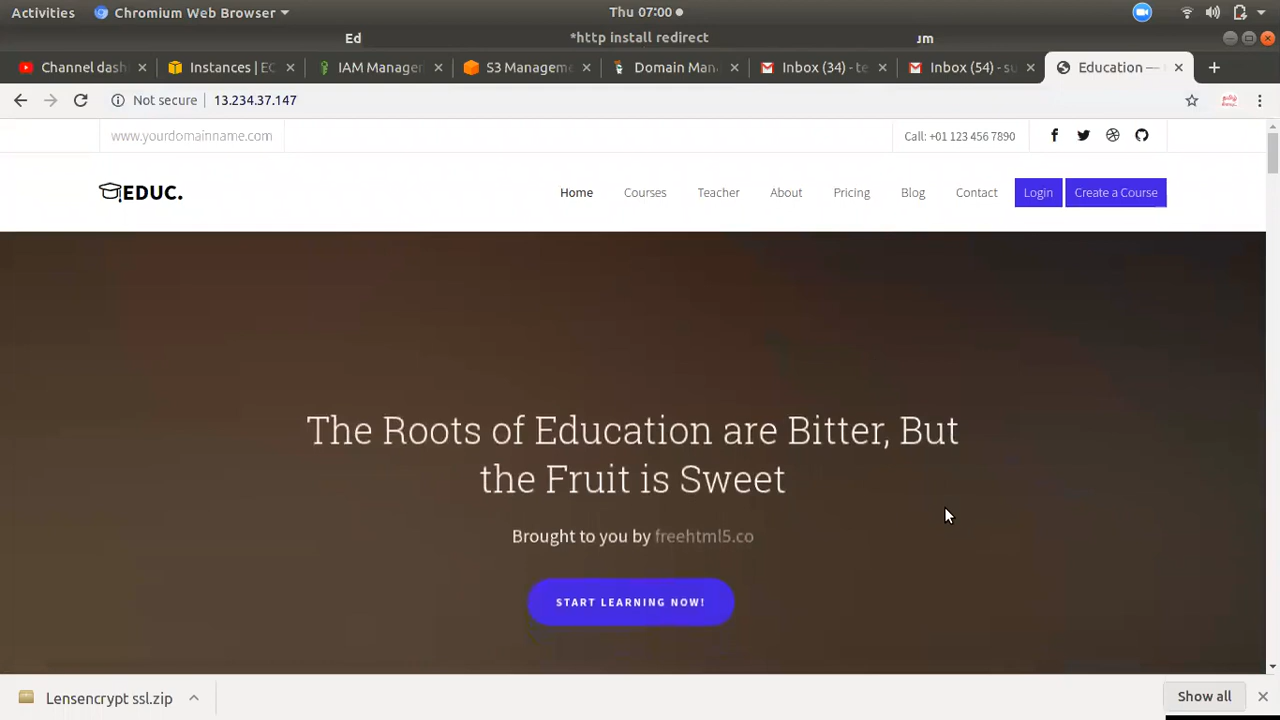 Activities Chromium Web Browser Thu 07:00
Ed *http install redirect um
Channel dash Instances | EC IAM Manager S3 Manageme Domain Man Inbox (34) - te Inbox (54) - su Education —
Not secure 13.234.37.147
www.yourdomainname.com Call: +01 123 456 7890
EDUC. Home Courses Teacher About Pricing Blog Contact Login Create a Course
The Roots of Education are Bitter, But
the Fruit is Sweet
Brought to you by freehtml5.co
START LEARNING NOW!
Lensencrypt ssl.zip Show all